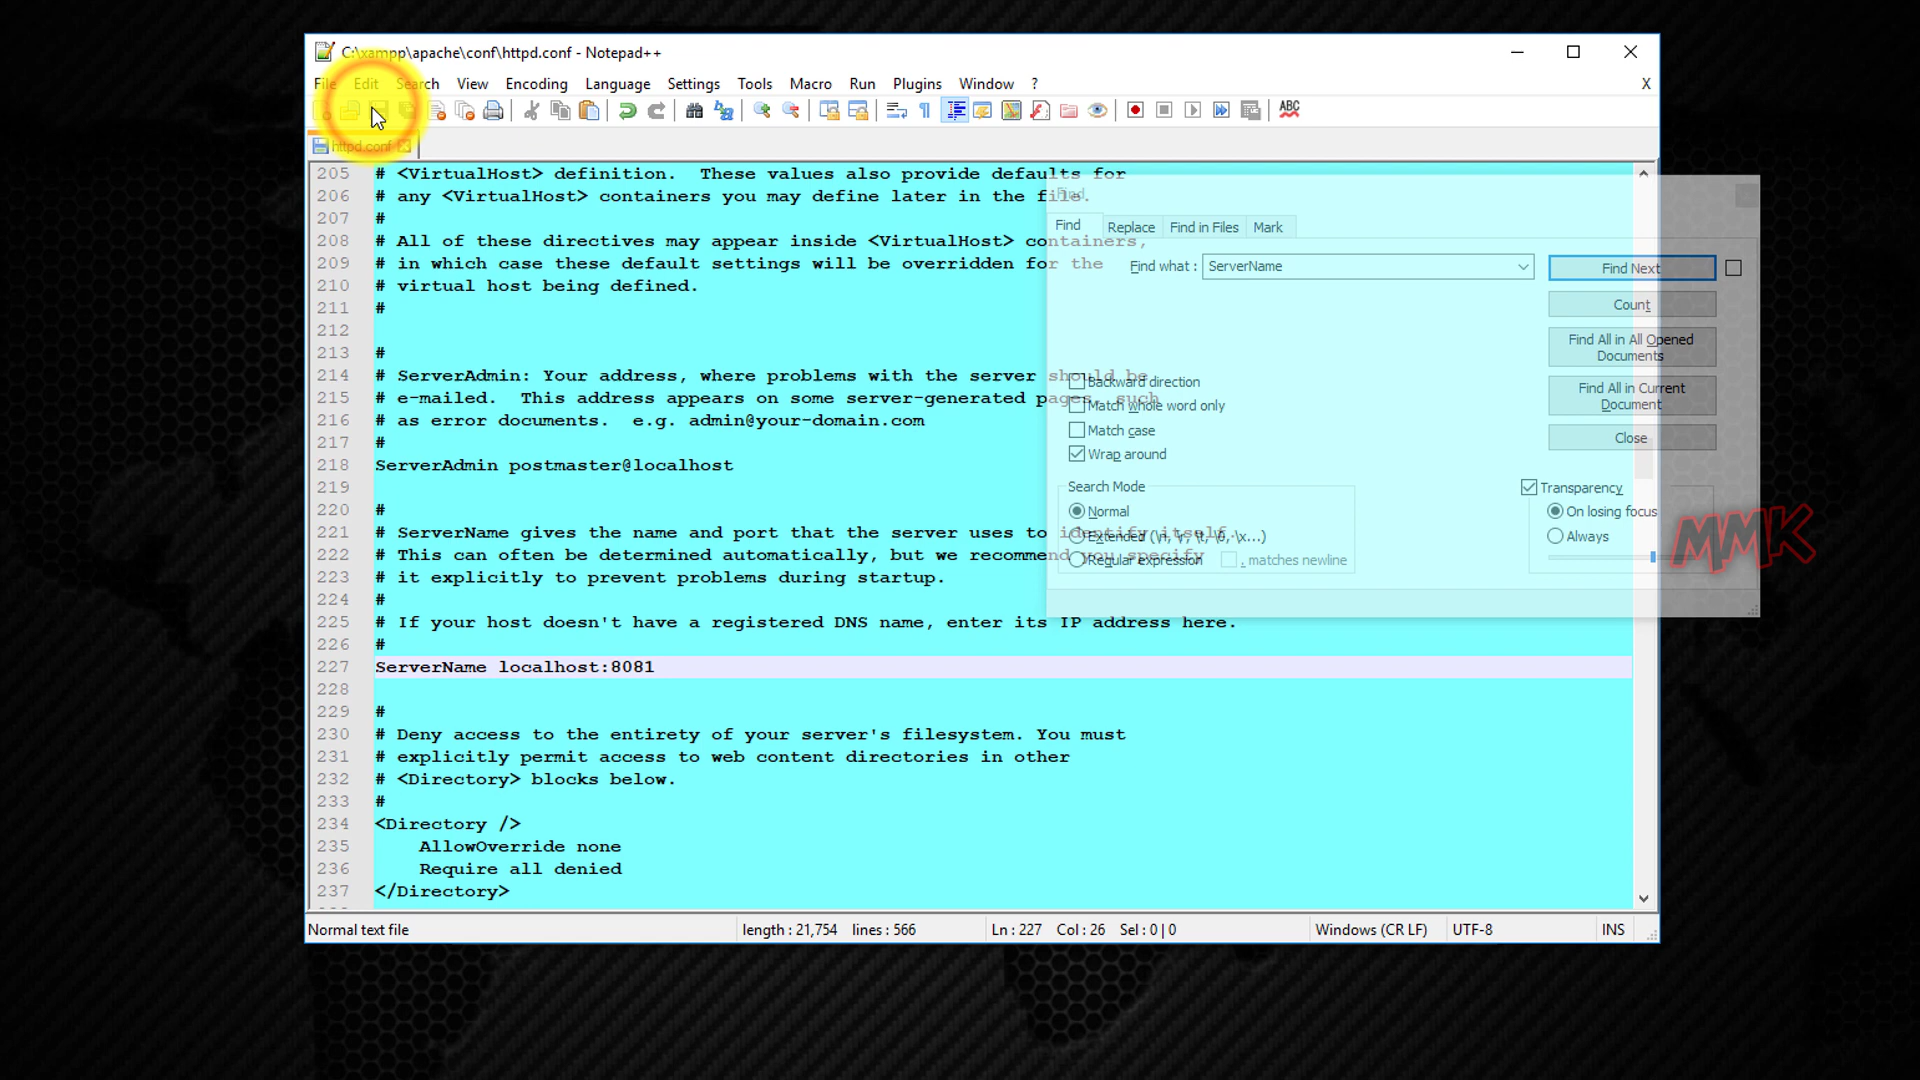 C:\xampp\apache\conf\httpd.conf - Notepad++
File Edit Search View Encoding Language Settings Tools Macro Run Plugins Window ? X
ABC
httpd.conf
205 # <VirtualHost> definition.  These values also provide defaults for
206 # any <VirtualHost> containers you may define later in the file.
207 #
208 # All of these directives may appear inside <VirtualHost> containers,
209 # in which case these default settings will be overridden for the
210 # virtual host being defined.
211 #
212
213 #
214 # ServerAdmin: Your address, where problems with the server should be
215 # e-mailed.  This address appears on some server-generated pages, such
216 # as error documents.  e.g. admin@your-domain.com
217 #
218 ServerAdmin postmaster@localhost
219
220 #
221 # ServerName gives the name and port that the server uses to identify itself.
222 # This can often be determined automatically, but we recommend you specify
223 # it explicitly to prevent problems during startup.
224 #
225 # If your host doesn't have a registered DNS name, enter its IP address here.
226 #
227 ServerName localhost:8081
228
229 #
230 # Deny access to the entirety of your server's filesystem. You must
231 # explicitly permit access to web content directories in other
232 # <Directory> blocks below.
233 #
234 <Directory />
235     AllowOverride none
236     Require all denied
237 </Directory>
Find
Find Replace Find in Files Mark
Find what : ServerName
Find Next
Count
Find All in All Opened
Documents
Find All in Current
Document
Close
Backward direction
Match whole word only
Match case
Wrap around
Search Mode
Normal
Extended (\n, \r, \t, \0, \x...)
Regular expression
. matches newline
Transparency
On losing focus
Always
MMK
Normal text file length : 21,754 lines : 566 Ln : 227 Col : 26 Sel : 0 | 0 Windows (CR LF) UTF-8 INS